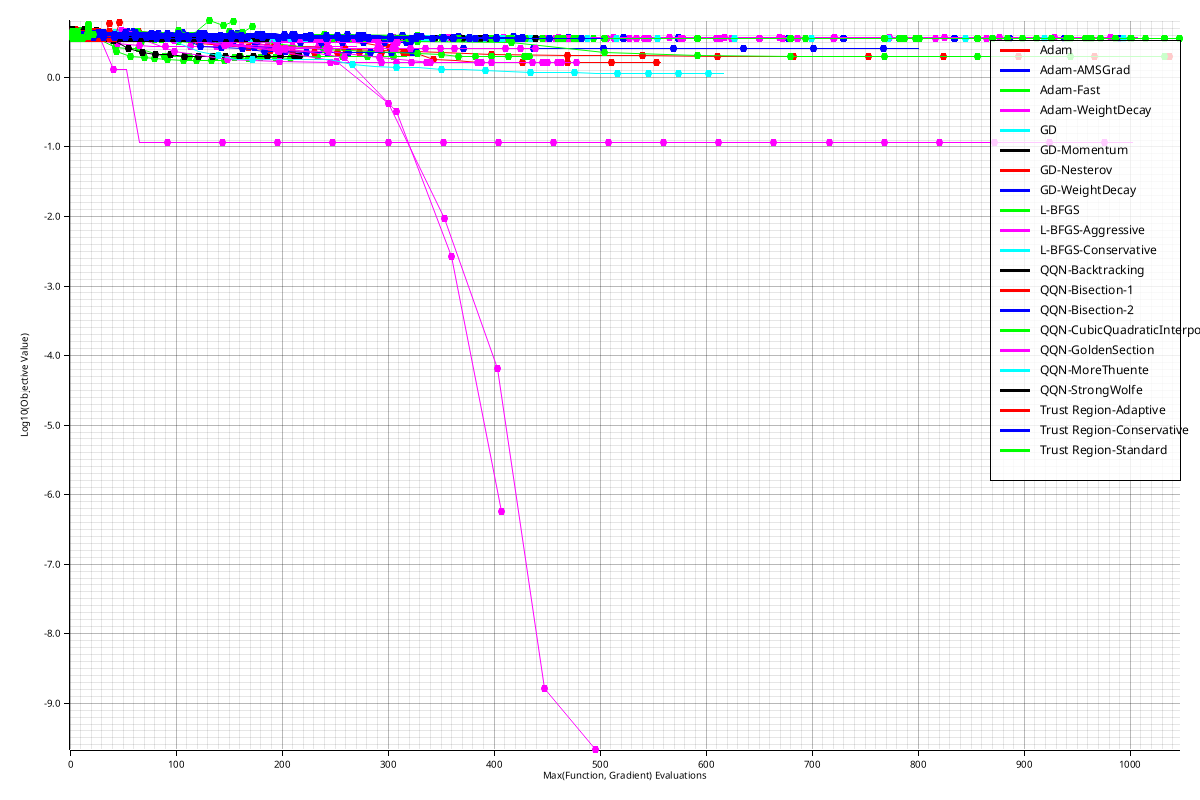 0.0
-1.0
-2.0
-3.0
-4.0
-5.0
-6.0
-7.0
-8.0
-9.0
Log10(Objective Value)
0 100 200 300 400 500 600 700 800 900 1000
Max(Function, Gradient) Evaluations
Adam
Adam-AMSGrad
Adam-Fast
Adam-WeightDecay
GD
GD-Momentum
GD-Nesterov
GD-WeightDecay
L-BFGS
L-BFGS-Aggressive
L-BFGS-Conservative
QQN-Backtracking
QQN-Bisection-1
QQN-Bisection-2
QQN-CubicQuadraticInterpo
QQN-GoldenSection
QQN-MoreThuente
QQN-StrongWolfe
Trust Region-Adaptive
Trust Region-Conservative
Trust Region-Standard